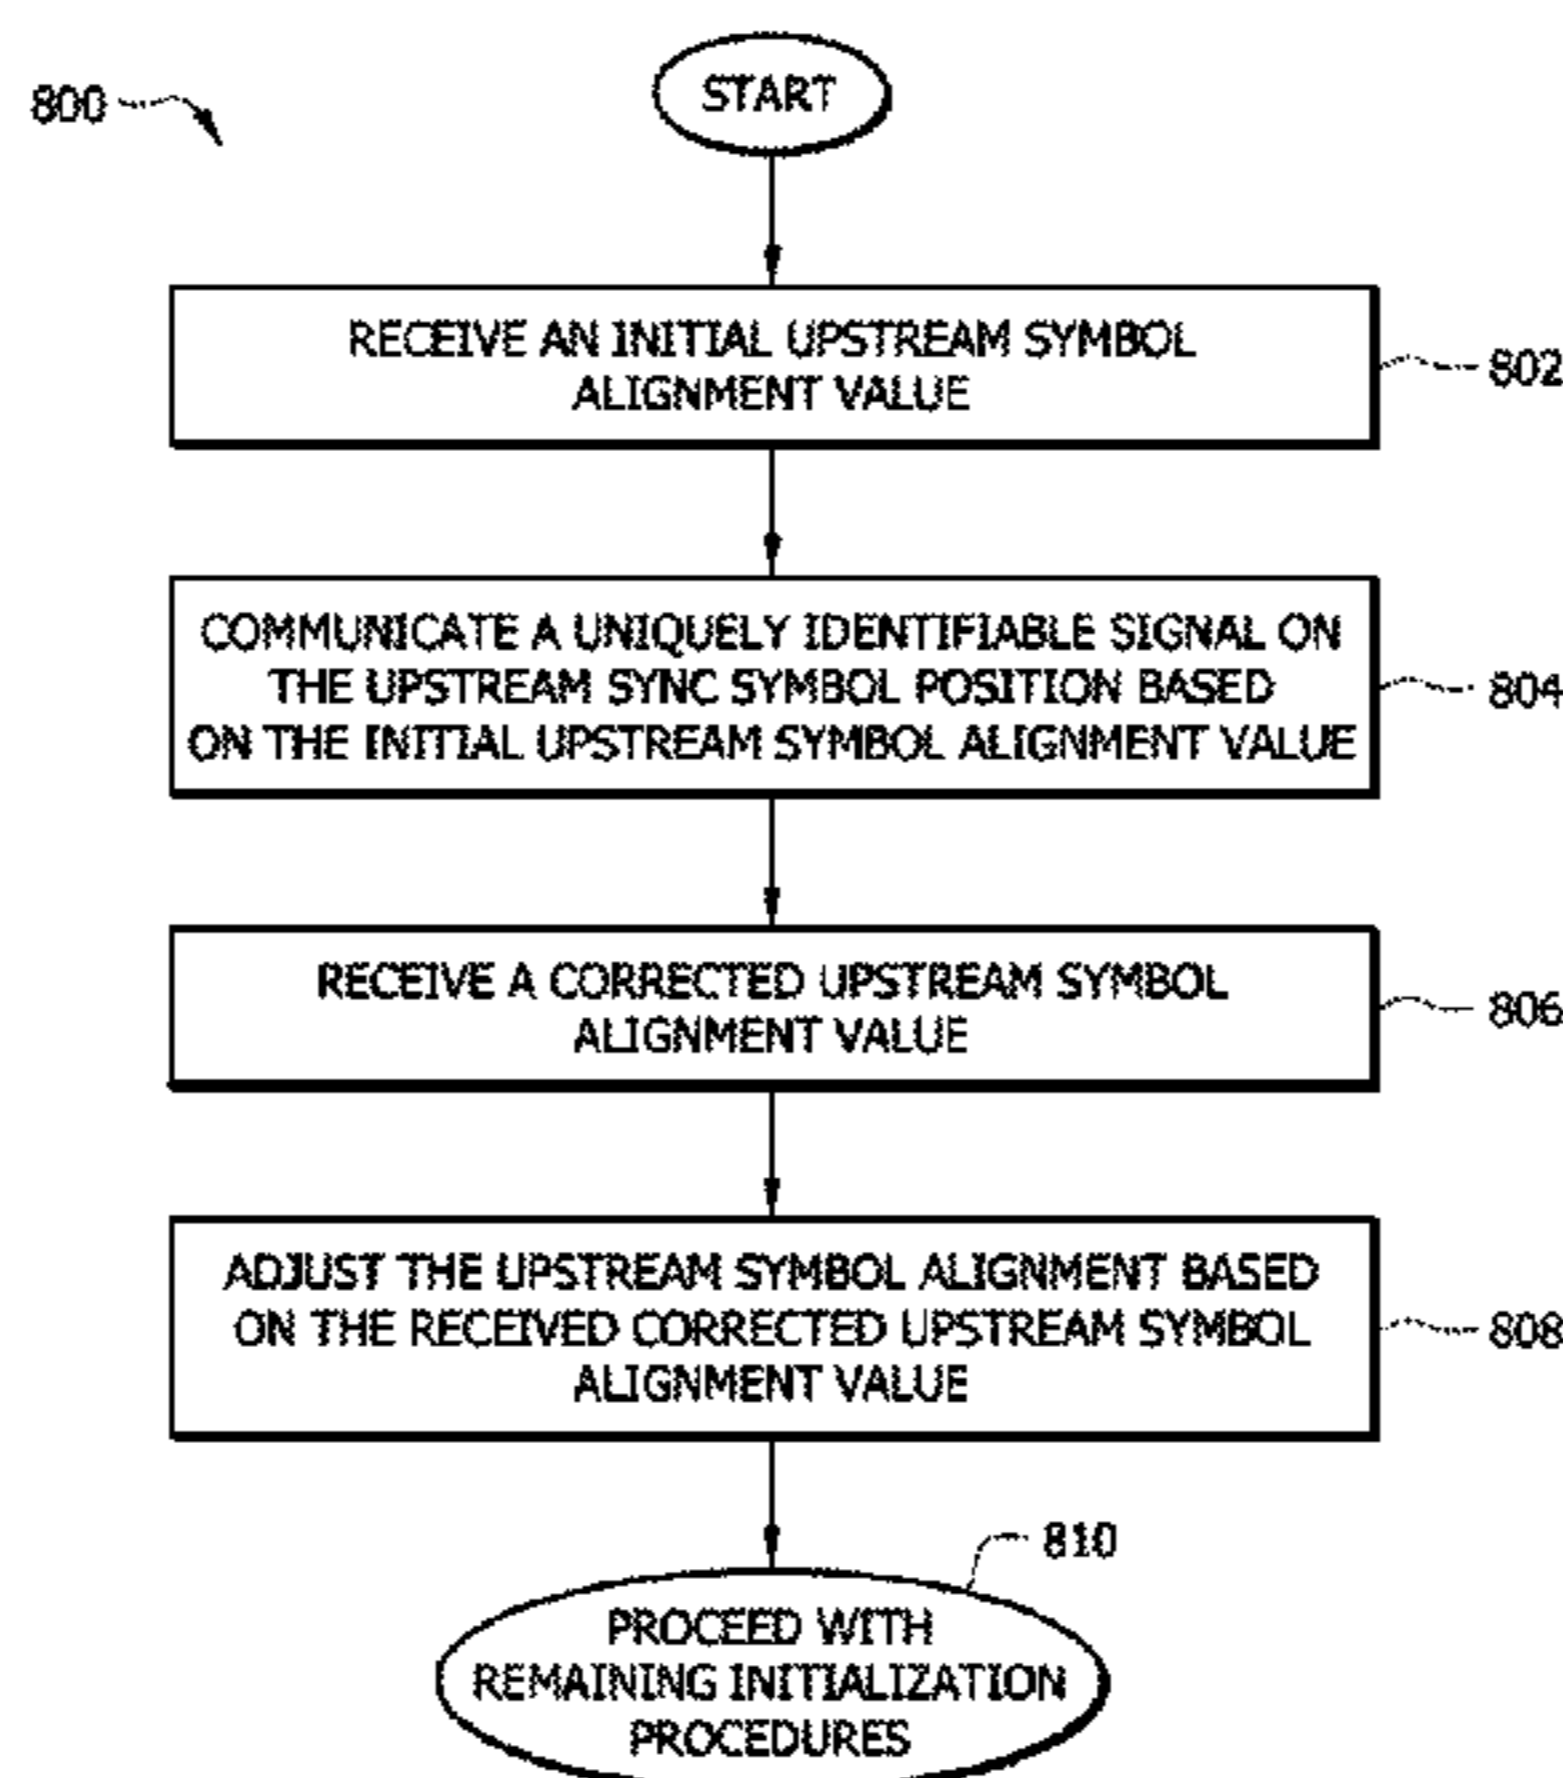 800
START
RECEIVE AN INITIAL UPSTREAM SYMBOL
ALIGNMENT VALUE
802
COMMUNICATE A UNIQUELY IDENTIFIABLE SIGNAL ON
THE UPSTREAM SYNC SYMBOL POSITION BASED
ON THE INITIAL UPSTREAM SYMBOL ALIGNMENT VALUE
804
RECEIVE A CORRECTED UPSTREAM SYMBOL
ALIGNMENT VALUE
806
ADJUST THE UPSTREAM SYMBOL ALIGNMENT BASED
ON THE RECEIVED CORRECTED UPSTREAM SYMBOL
ALIGNMENT VALUE
808
810
PROCEED WITH
REMAINING INITIALIZATION
PROCEDURES